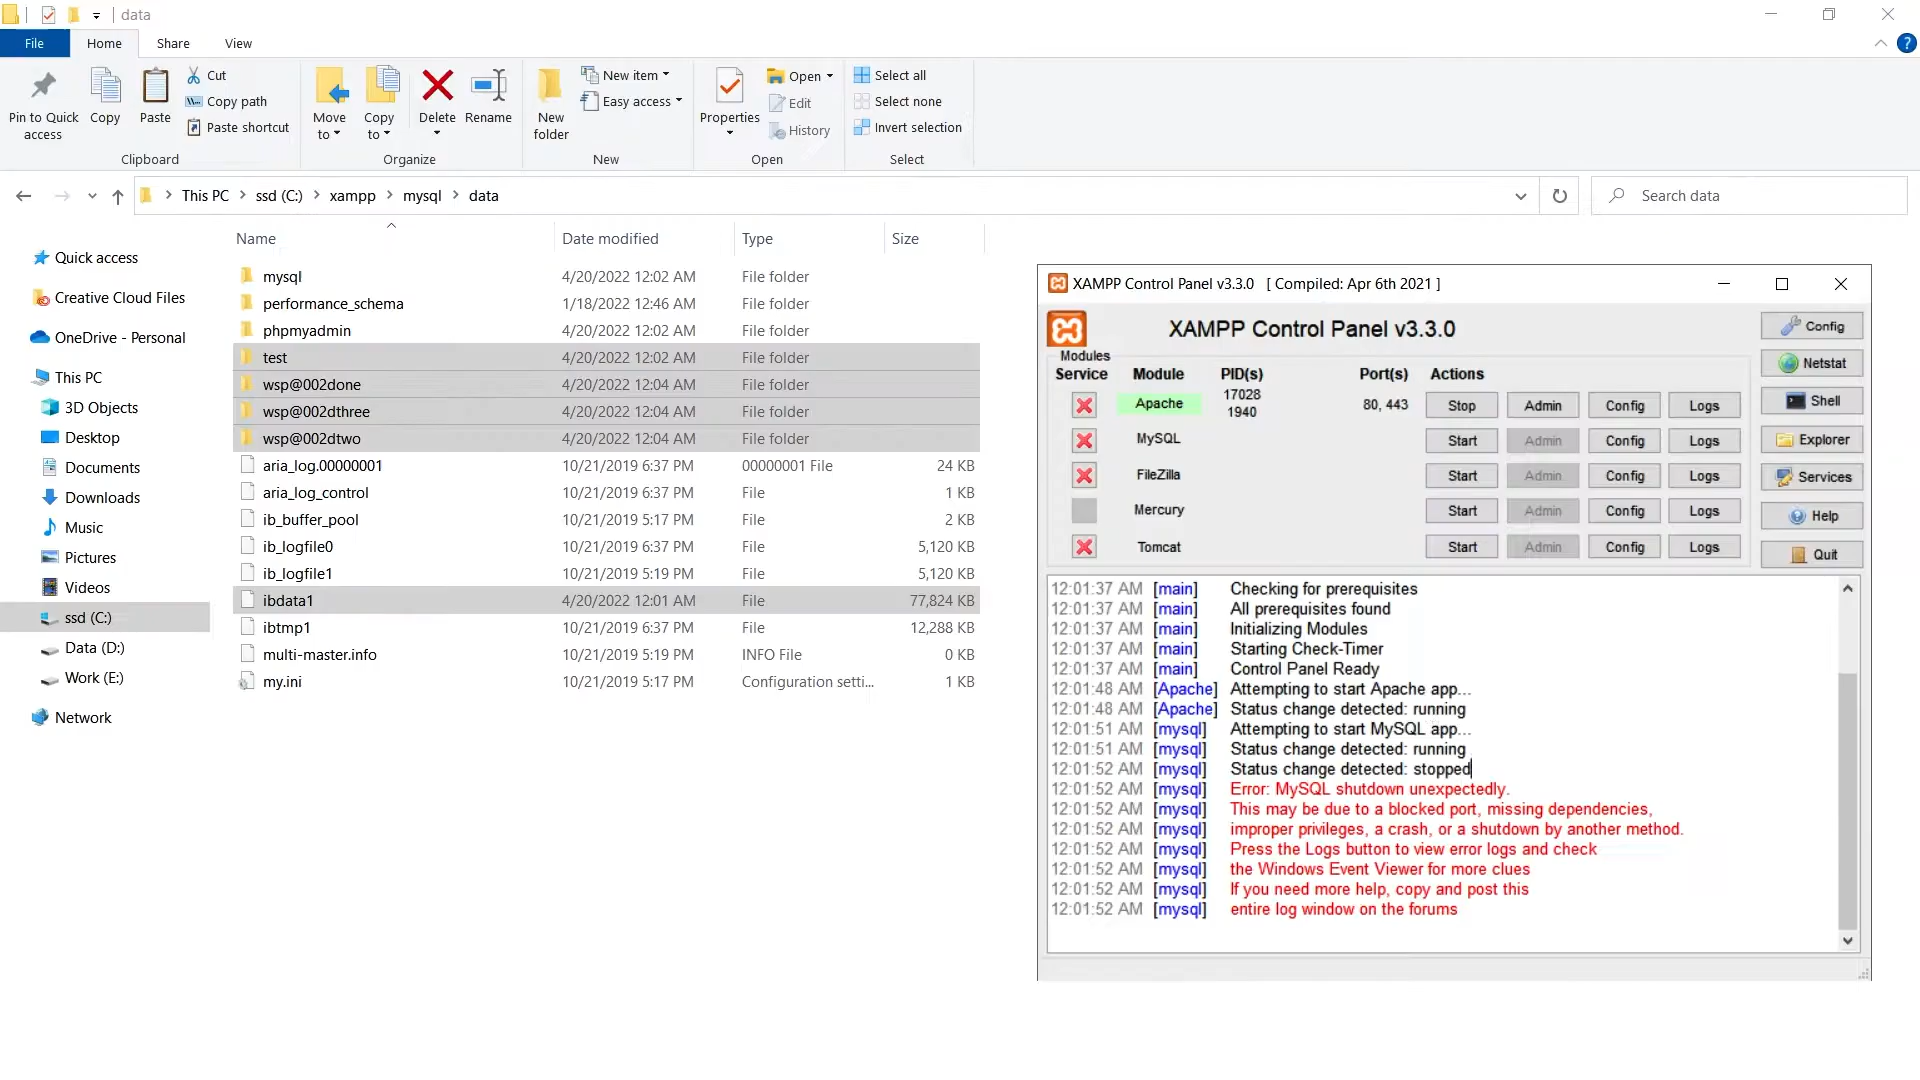 data
File Home Share View
Pin to Quick access
Copy
Paste
Cut
Copy path
Paste shortcut
Clipboard
Move to
Copy to
Delete
Rename
Organize
New folder
New item
Easy access
New
Properties
Open
Edit
History
Open
Select all
Select none
Invert selection
Select
This PC ssd (C:) xampp mysql data
Search data
Quick access
Creative Cloud Files
OneDrive - Personal
This PC
3D Objects
Desktop
Documents
Downloads
Music
Pictures
Videos
ssd (C:)
Data (D:)
Work (E:)
Network
Name Date modified Type Size
mysql 4/20/2022 12:02 AM File folder
performance_schema 1/18/2022 12:46 AM File folder
phpmyadmin 4/20/2022 12:02 AM File folder
test 4/20/2022 12:02 AM File folder
wsp@002done 4/20/2022 12:04 AM File folder
wsp@002dthree 4/20/2022 12:04 AM File folder
wsp@002dtwo 4/20/2022 12:04 AM File folder
aria_log.00000001 10/21/2019 6:37 PM 00000001 File 24 KB
aria_log_control 10/21/2019 6:37 PM File 1 KB
ib_buffer_pool 10/21/2019 5:17 PM File 2 KB
ib_logfile0 10/21/2019 6:37 PM File 5,120 KB
ib_logfile1 10/21/2019 5:19 PM File 5,120 KB
ibdata1 4/20/2022 12:01 AM File 77,824 KB
ibtmp1 10/21/2019 6:37 PM File 12,288 KB
multi-master.info 10/21/2019 5:19 PM INFO File 0 KB
my.ini 10/21/2019 5:17 PM Configuration setti... 1 KB
XAMPP Control Panel v3.3.0 [ Compiled: Apr 6th 2021 ]
XAMPP Control Panel v3.3.0
Modules
Service Module PID(s) Port(s) Actions
Apache 17028 1940 80, 443 Stop Admin Config Logs
MySQL Start Admin Config Logs
FileZilla Start Admin Config Logs
Mercury Start Admin Config Logs
Tomcat Start Admin Config Logs
Config
Netstat
Shell
Explorer
Services
Help
Quit
12:01:37 AM [main] Checking for prerequisites
12:01:37 AM [main] All prerequisites found
12:01:37 AM [main] Initializing Modules
12:01:37 AM [main] Starting Check-Timer
12:01:37 AM [main] Control Panel Ready
12:01:48 AM [Apache] Attempting to start Apache app...
12:01:48 AM [Apache] Status change detected: running
12:01:51 AM [mysql] Attempting to start MySQL app...
12:01:51 AM [mysql] Status change detected: running
12:01:52 AM [mysql] Status change detected: stopped
12:01:52 AM [mysql] Error: MySQL shutdown unexpectedly.
12:01:52 AM [mysql] This may be due to a blocked port, missing dependencies,
12:01:52 AM [mysql] improper privileges, a crash, or a shutdown by another method.
12:01:52 AM [mysql] Press the Logs button to view error logs and check
12:01:52 AM [mysql] the Windows Event Viewer for more clues
12:01:52 AM [mysql] If you need more help, copy and post this
12:01:52 AM [mysql] entire log window on the forums